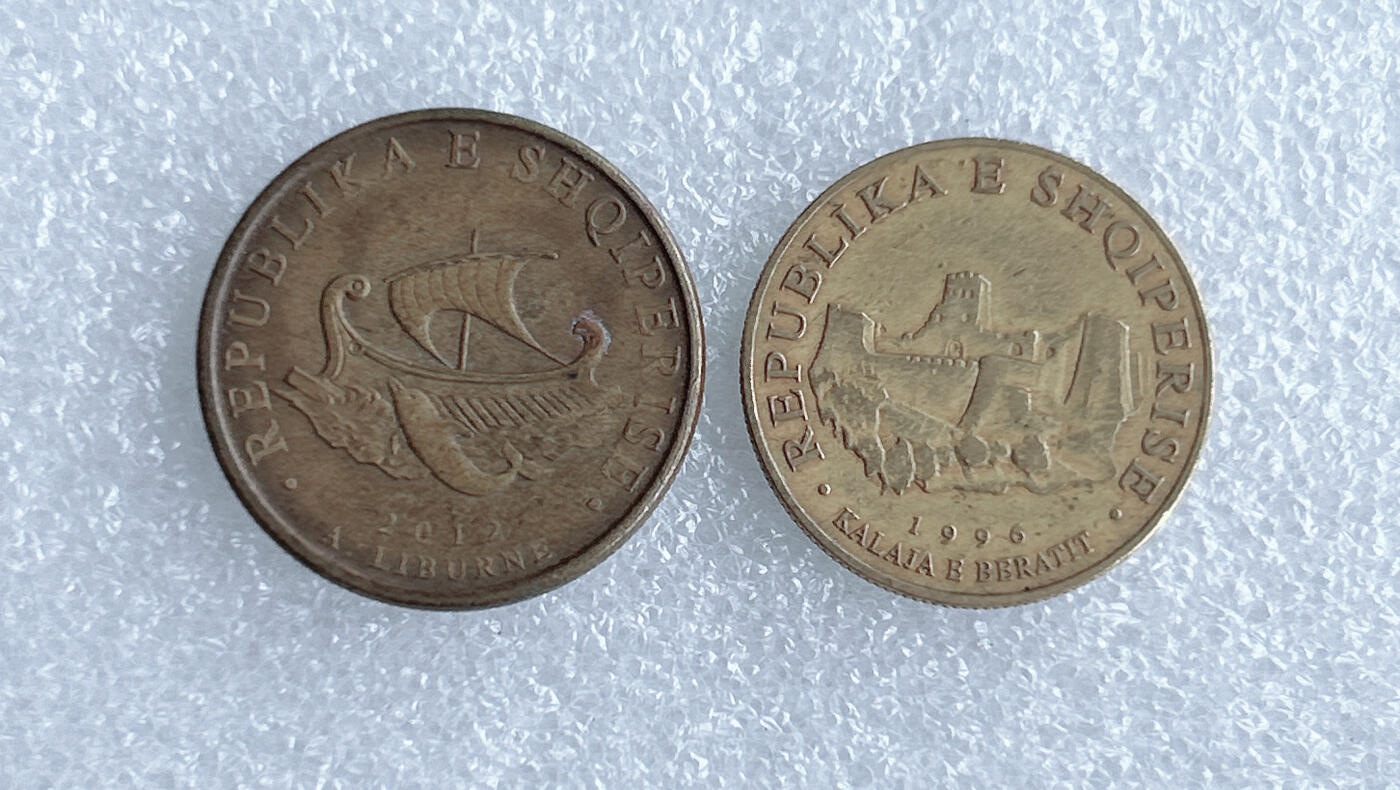 REPUBLIKA E SHQIPERISE
2012
A. LIBURNE
REPUBLIKA E SHQIPERISE
1996
KALAJA E BERATIT